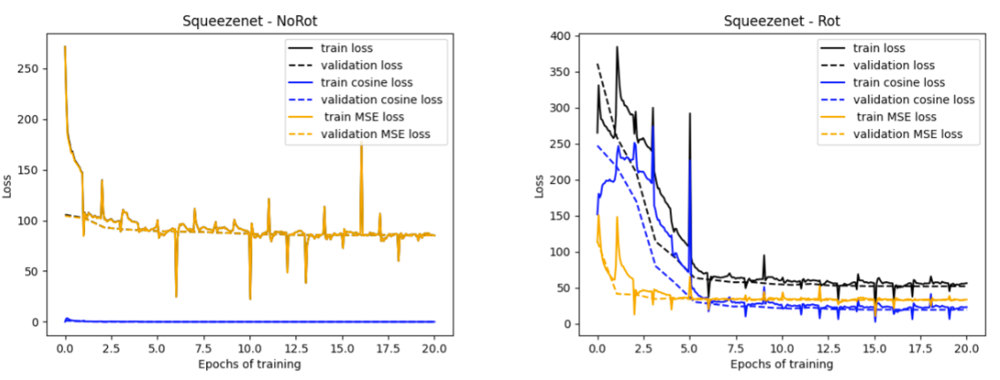 Squeezenet - NoRot
Loss
250
200
150
100
50
0
train loss
validation loss
train cosine loss
validation cosine loss
train MSE loss
validation MSE loss
0.0 2.5 5.0 7.5 10.0 12.5 15.0 17.5 20.0
Epochs of training
Squeezenet - Rot
Loss
400
350
300
250
200
150
100
50
0
train loss
validation loss
train cosine loss
validation cosine loss
train MSE loss
validation MSE loss
0.0 2.5 5.0 7.5 10.0 12.5 15.0 17.5 20.0
Epochs of training